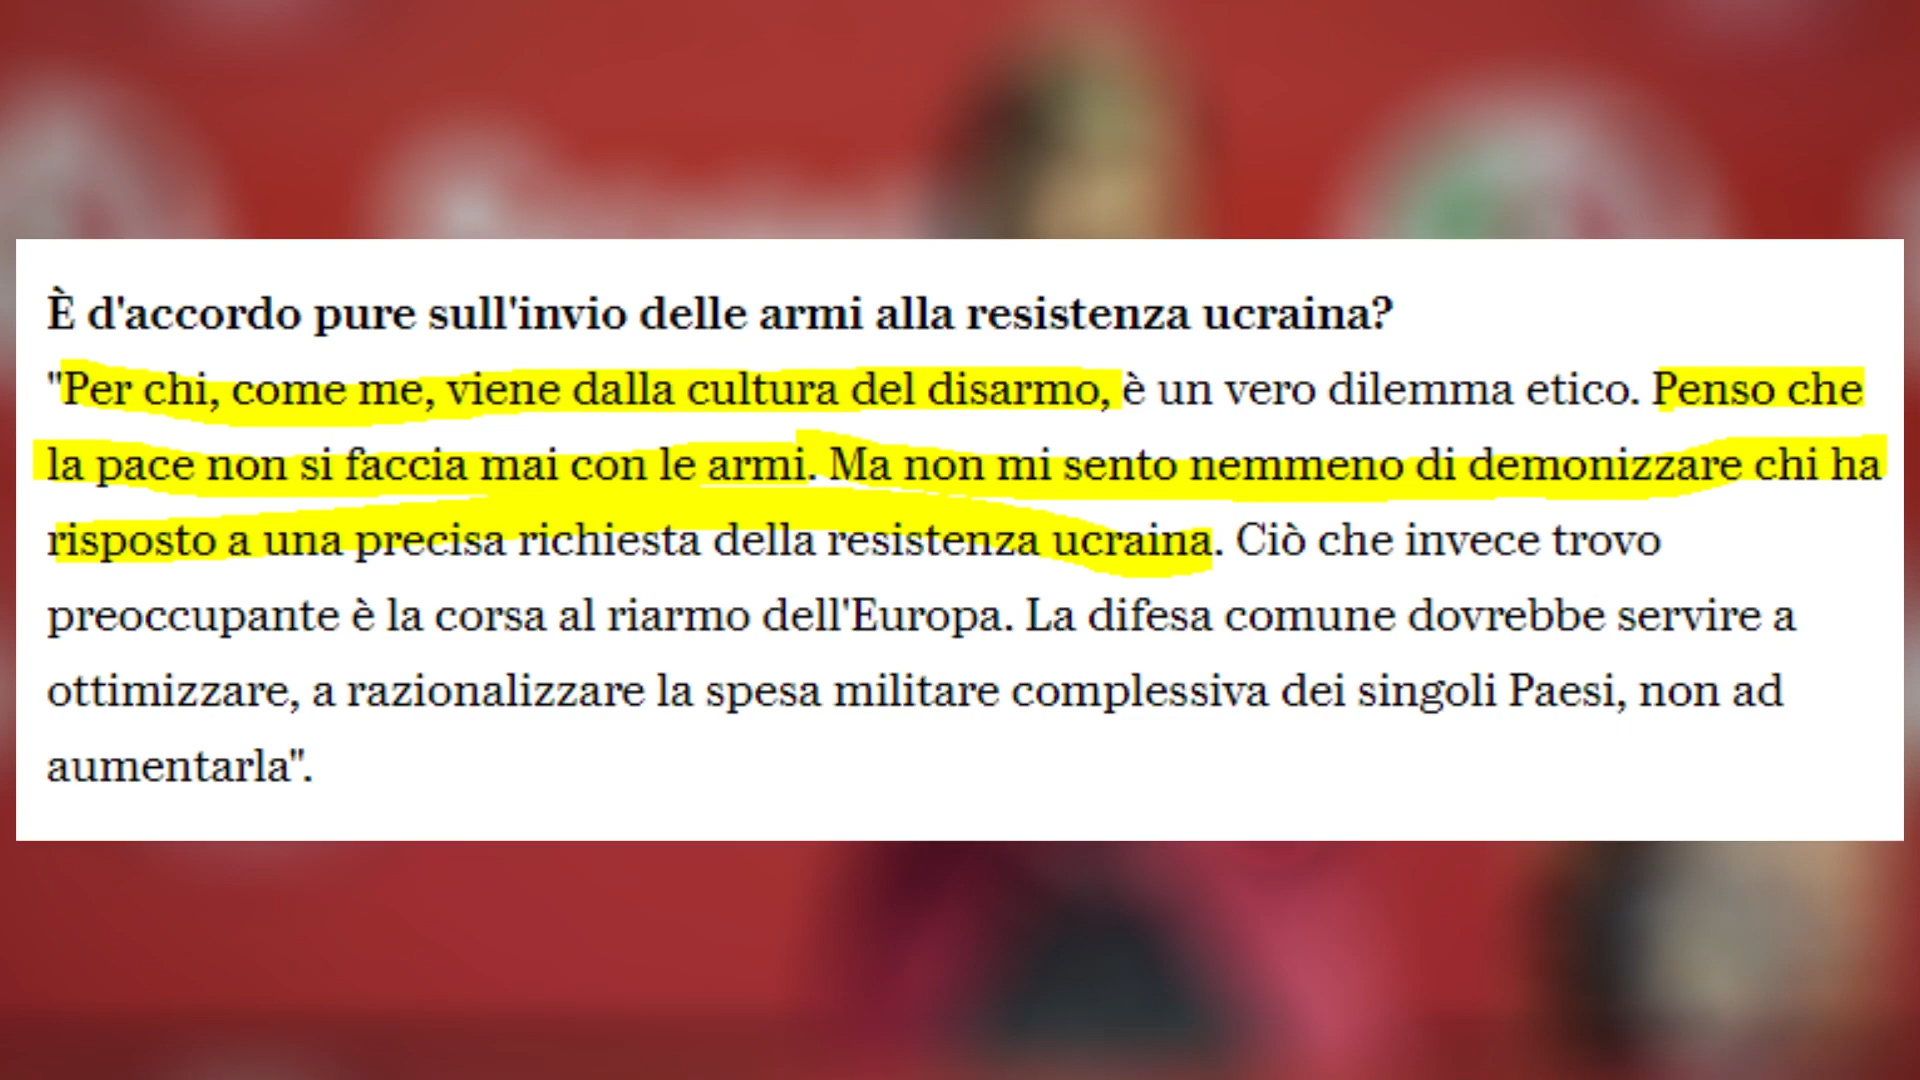 È d'accordo pure sull'invio delle armi alla resistenza ucraina?
"Per chi, come me, viene dalla cultura del disarmo, è un vero dilemma etico. Penso che
la pace non si faccia mai con le armi. Ma non mi sento nemmeno di demonizzare chi ha
risposto a una precisa richiesta della resistenza ucraina. Ciò che invece trovo
preoccupante è la corsa al riarmo dell'Europa. La difesa comune dovrebbe servire a
ottimizzare, a razionalizzare la spesa militare complessiva dei singoli Paesi, non ad
aumentarla".